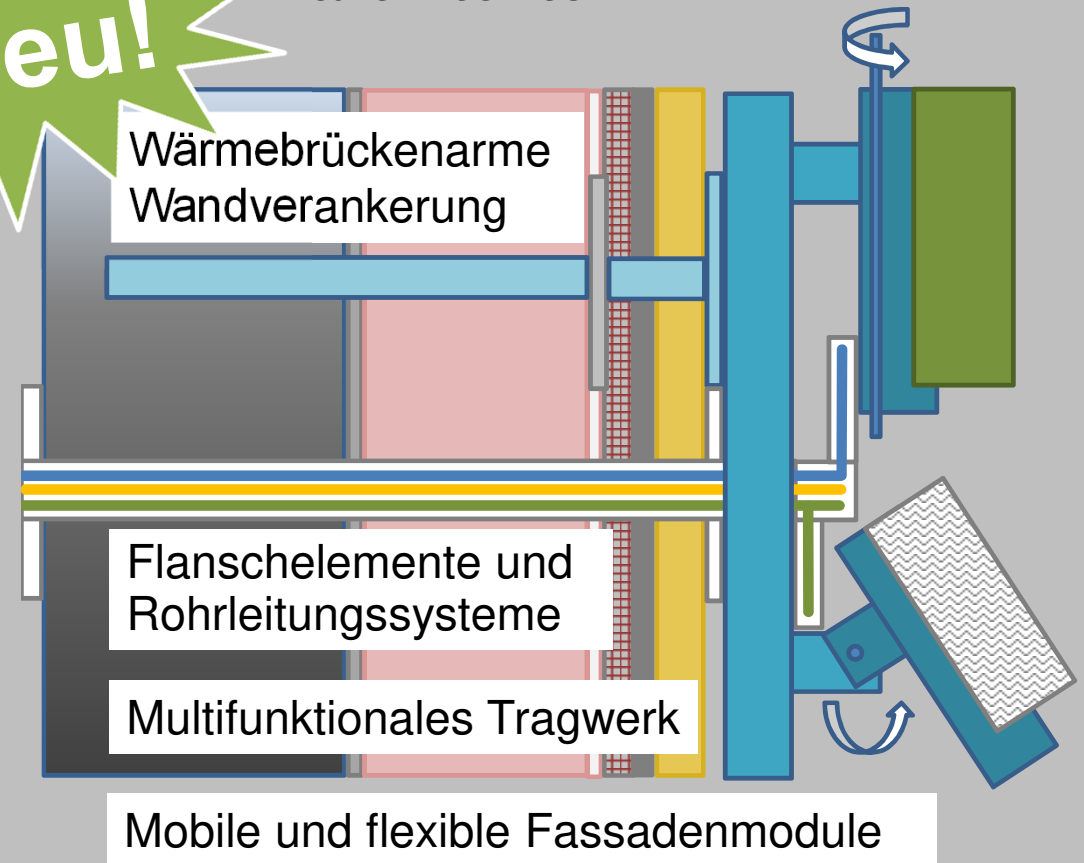 eu!
Wärmebrückenarme
Wandverankerung
Flanschelemente und
Rohrleitungssysteme
Multifunktionales Tragwerk
Mobile und flexible Fassadenmodule